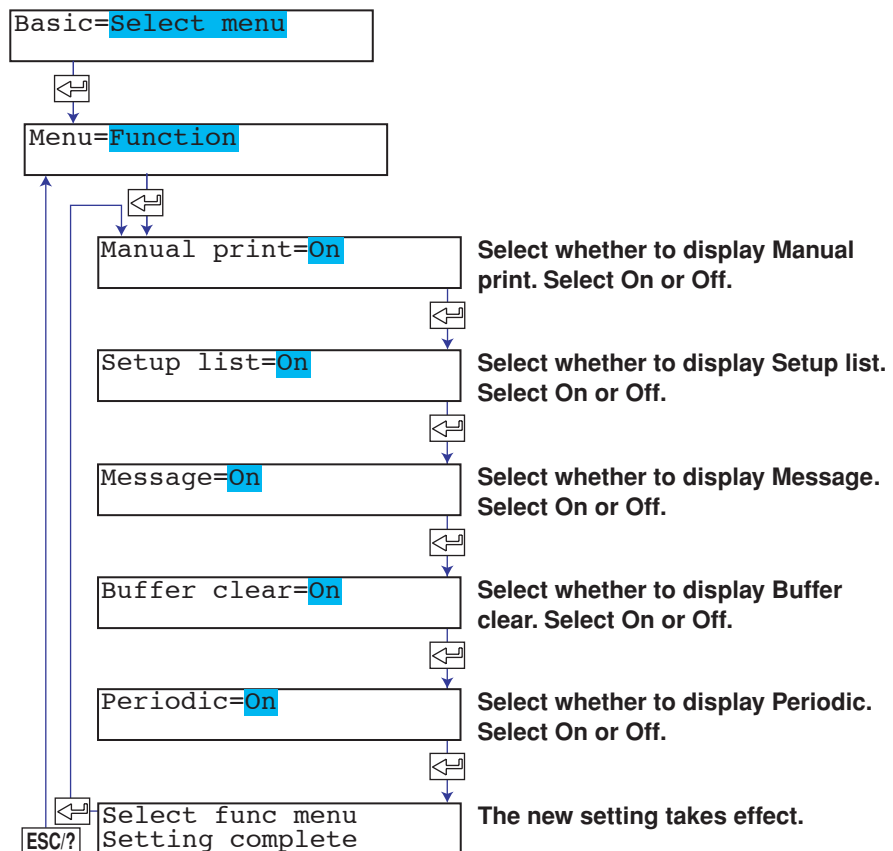 Basic=Select menu
Menu=Function
Manual print=On
Select whether to display Manual
print. Select On or Off.
Setup list=On
Select whether to display Setup list.
Select On or Off.
Message=On
Select whether to display Message.
Select On or Off.
Buffer clear=On
Select whether to display Buffer
clear. Select On or Off.
Periodic=On
Select whether to display Periodic.
Select On or Off.
Select func menu
Setting complete
The new setting takes effect.
ESC/?